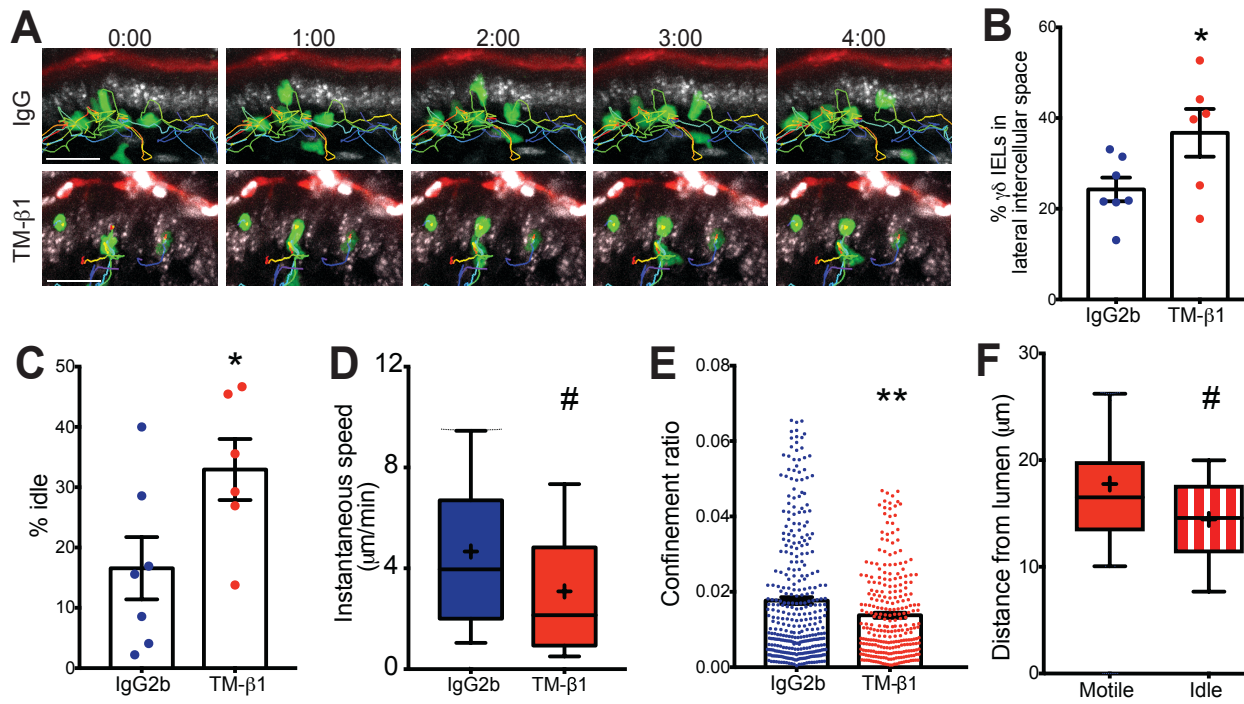 A
0:00 1:00 2:00 3:00 4:00
IgG
TM-β1
B
% γδ IELs in
lateral intercellular space
60
40
20
0
*
IgG2b TM-β1
C
% idle
50
40
30
20
10
0
*
IgG2b TM-β1
D
Instantaneous speed
(μm/min)
12
8
4
0
#
IgG2b TM-β1
E
Confinement ratio
0.08
0.06
0.04
0.02
0.00
**
IgG2b TM-β1
F
Distance from lumen (μm)
30
20
10
0
#
Motile Idle